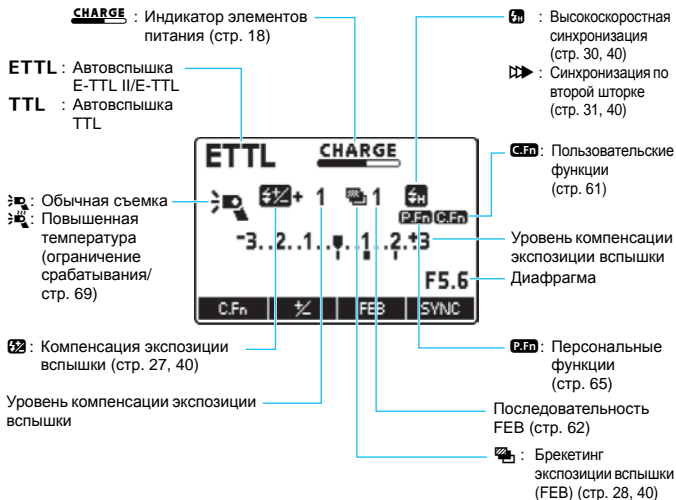 CHARGE : Индикатор элементов
питания (стр. 18)
ETTL : Автовспышка
E-TTL II/E-TTL
TTL : Автовспышка
TTL
: Высокоскоростная
синхронизация
(стр. 30, 40)
: Синхронизация по
второй шторке
(стр. 31, 40)
: Обычная съемка
: Повышенная
температура
(ограничение
срабатывания/
стр. 69)
ETTL CHARGE
+ 1 1 H
P.Fn C.Fn
-3..2..1....1..2.+3
F5.6
C.Fn +/- FEB SYNC
C.Fn : Пользовательские
функции
(стр. 61)
Уровень компенсации
экспозиции вспышки
Диафрагма
: Компенсация экспозиции
вспышки (стр. 27, 40)
Уровень компенсации экспозиции
вспышки
P.Fn : Персональные
функции
(стр. 65)
Последовательность
FEB (стр. 62)
: Брекетинг
экспозиции вспышки
(FEB) (стр. 28, 40)